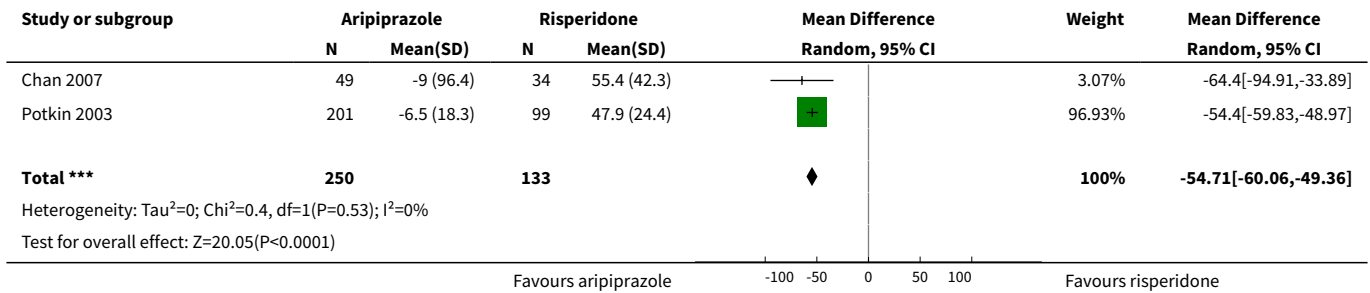 Study or subgroup Aripiprazole Risperidone Mean Difference Weight Mean Difference
N Mean(SD) N Mean(SD) Random, 95% CI Random, 95% CI
Chan 2007 49 -9 (96.4) 34 55.4 (42.3) 3.07% -64.4[-94.91,-33.89]
Potkin 2003 201 -6.5 (18.3) 99 47.9 (24.4) 96.93% -54.4[-59.83,-48.97]
Total *** 250 133 100% -54.71[-60.06,-49.36]
Heterogeneity: Tau²=0; Chi²=0.4, df=1(P=0.53); I²=0%
Test for overall effect: Z=20.05(P<0.0001)
Favours aripiprazole -100 -50 0 50 100 Favours risperidone